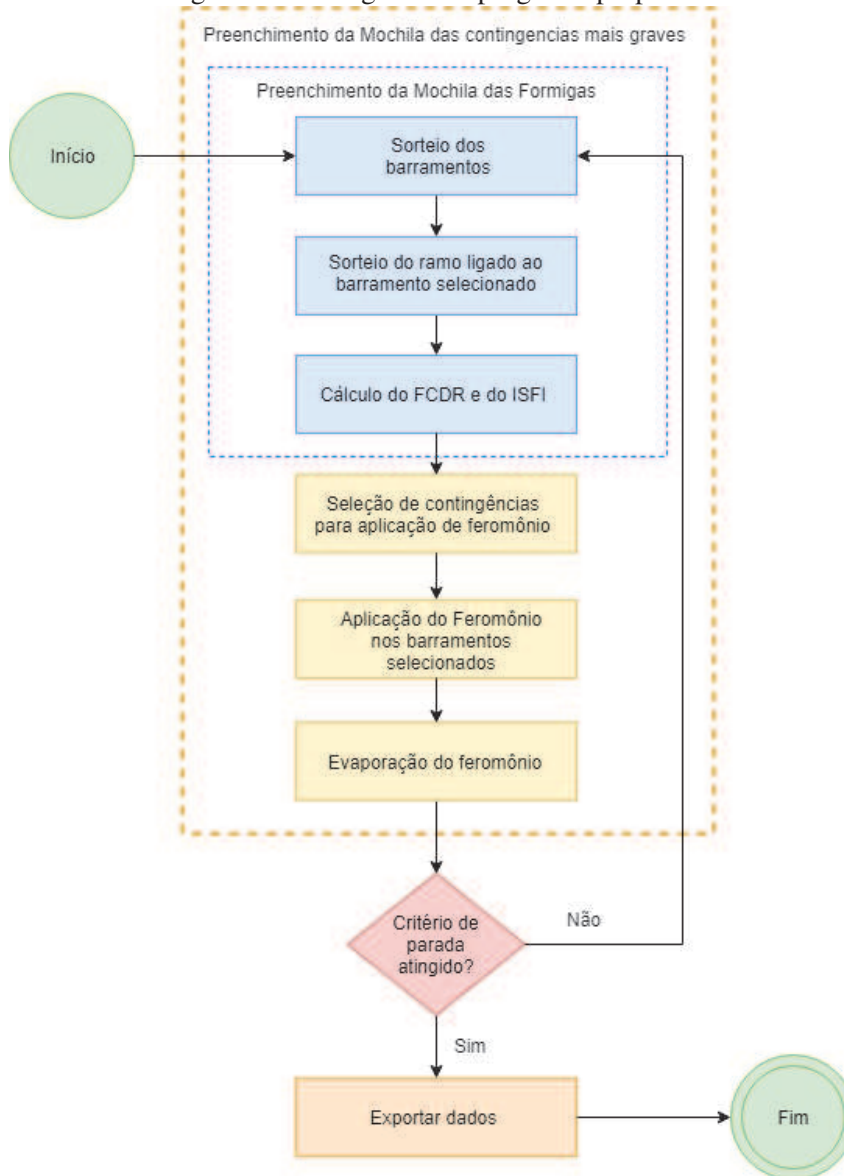 Preenchimento da Mochila das contingencias mais graves
Preenchimento da Mochila das Formigas
Início
Sorteio dos
barramentos
Sorteio do ramo ligado ao
barramento selecionado
Cálculo do FCDR e do ISFI
Seleção de contingências
para aplicação de feromônio
Aplicação do Feromônio
nos barramentos
selecionados
Evaporação do feromônio
Critério de
parada
atingido?
Não
Sim
Exportar dados
Fim